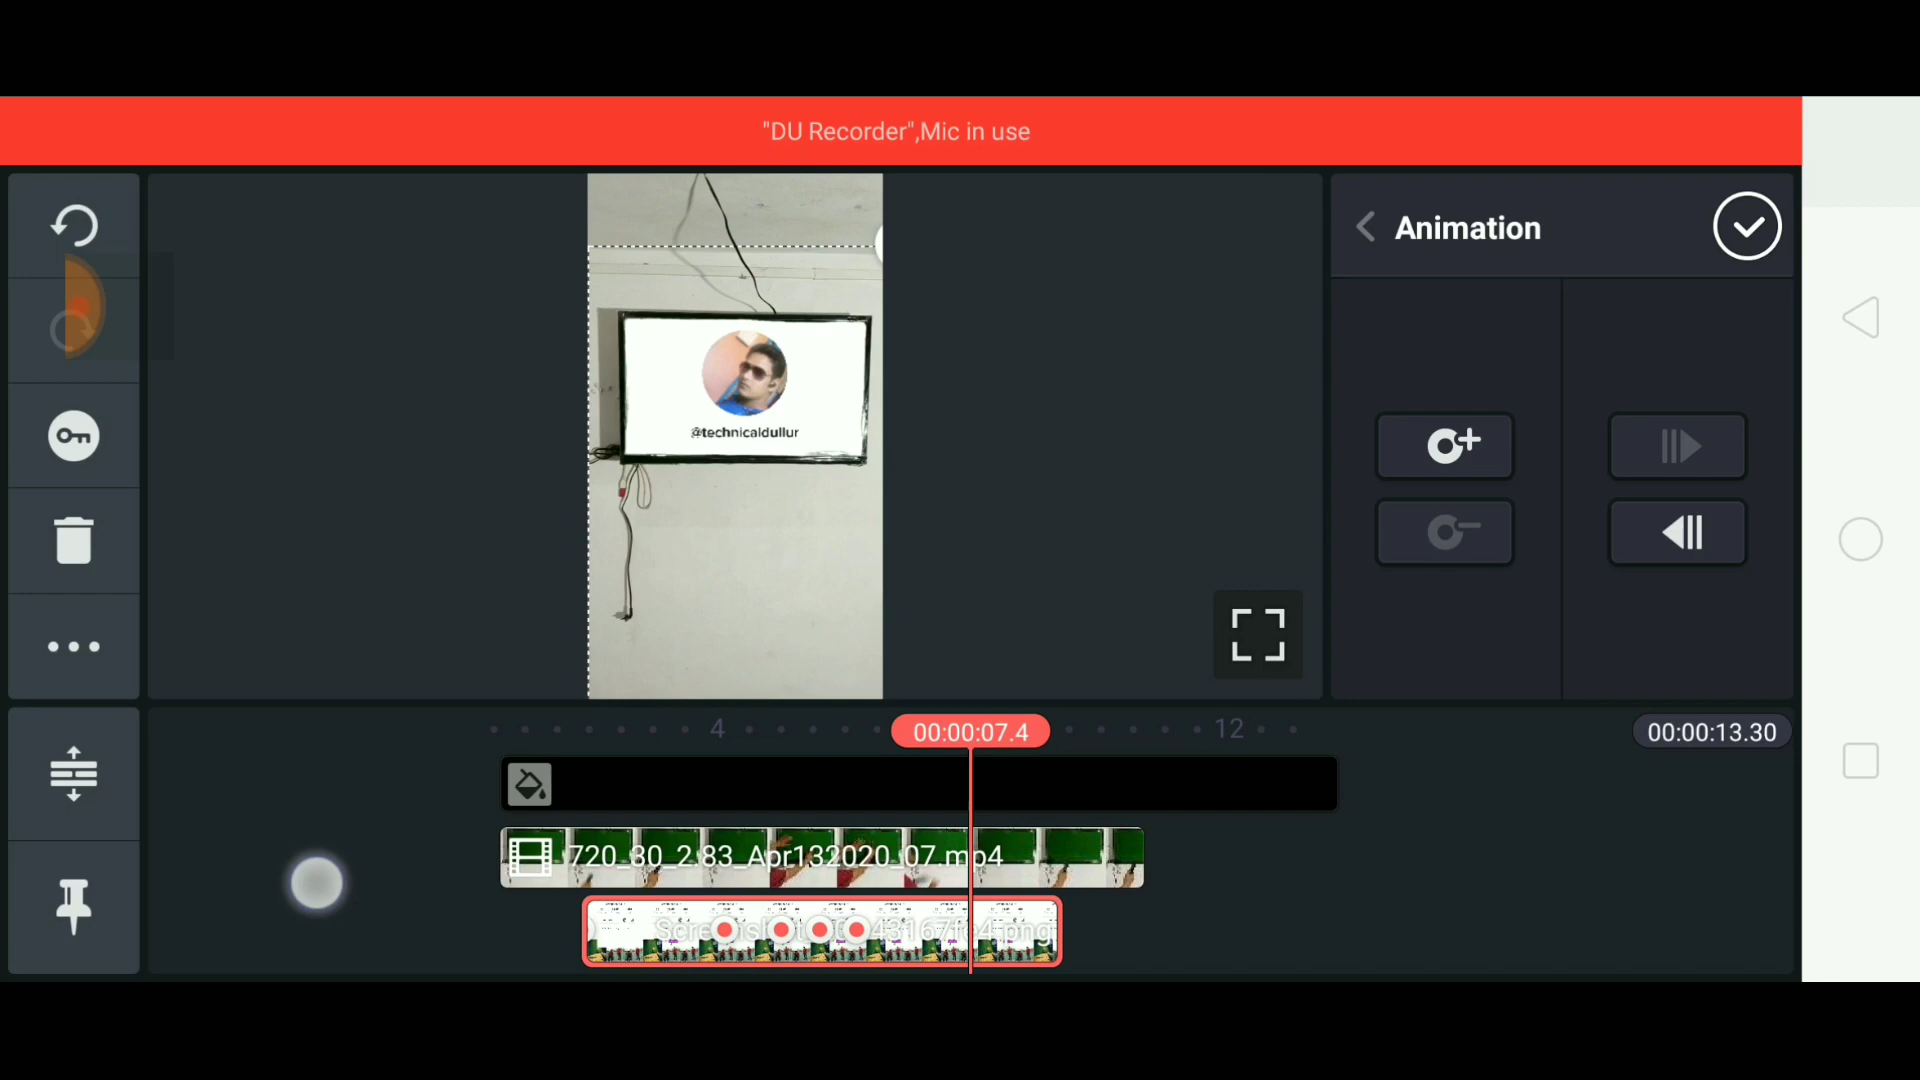 "DU Recorder",Mic in use
Animation
@technicaldullur
4
00:00:07.4
12
00:00:13.30
720_30_2.83_Apr132020_07.mp4